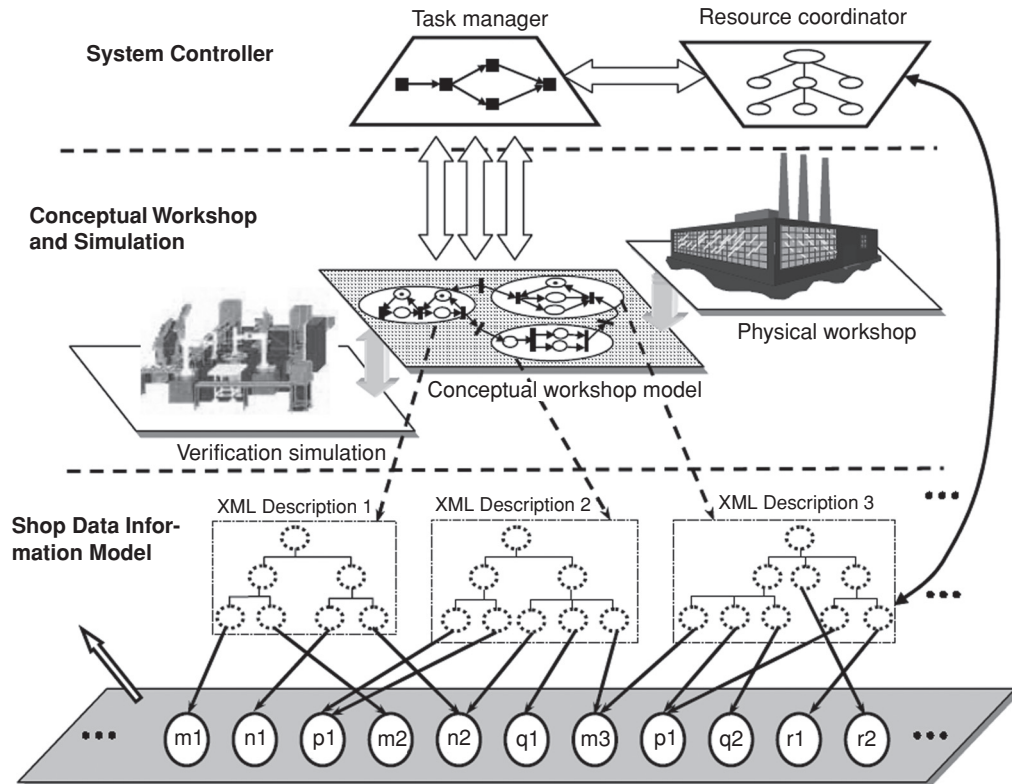 Task manager
Resource coordinator
System Controller
Conceptual Workshop
and Simulation
Physical workshop
Conceptual workshop model
Verification simulation
Shop Data Infor-
mation Model
XML Description 1
XML Description 2
XML Description 3
m1 n1 p1 m2 n2 q1 m3 p1 q2 r1 r2